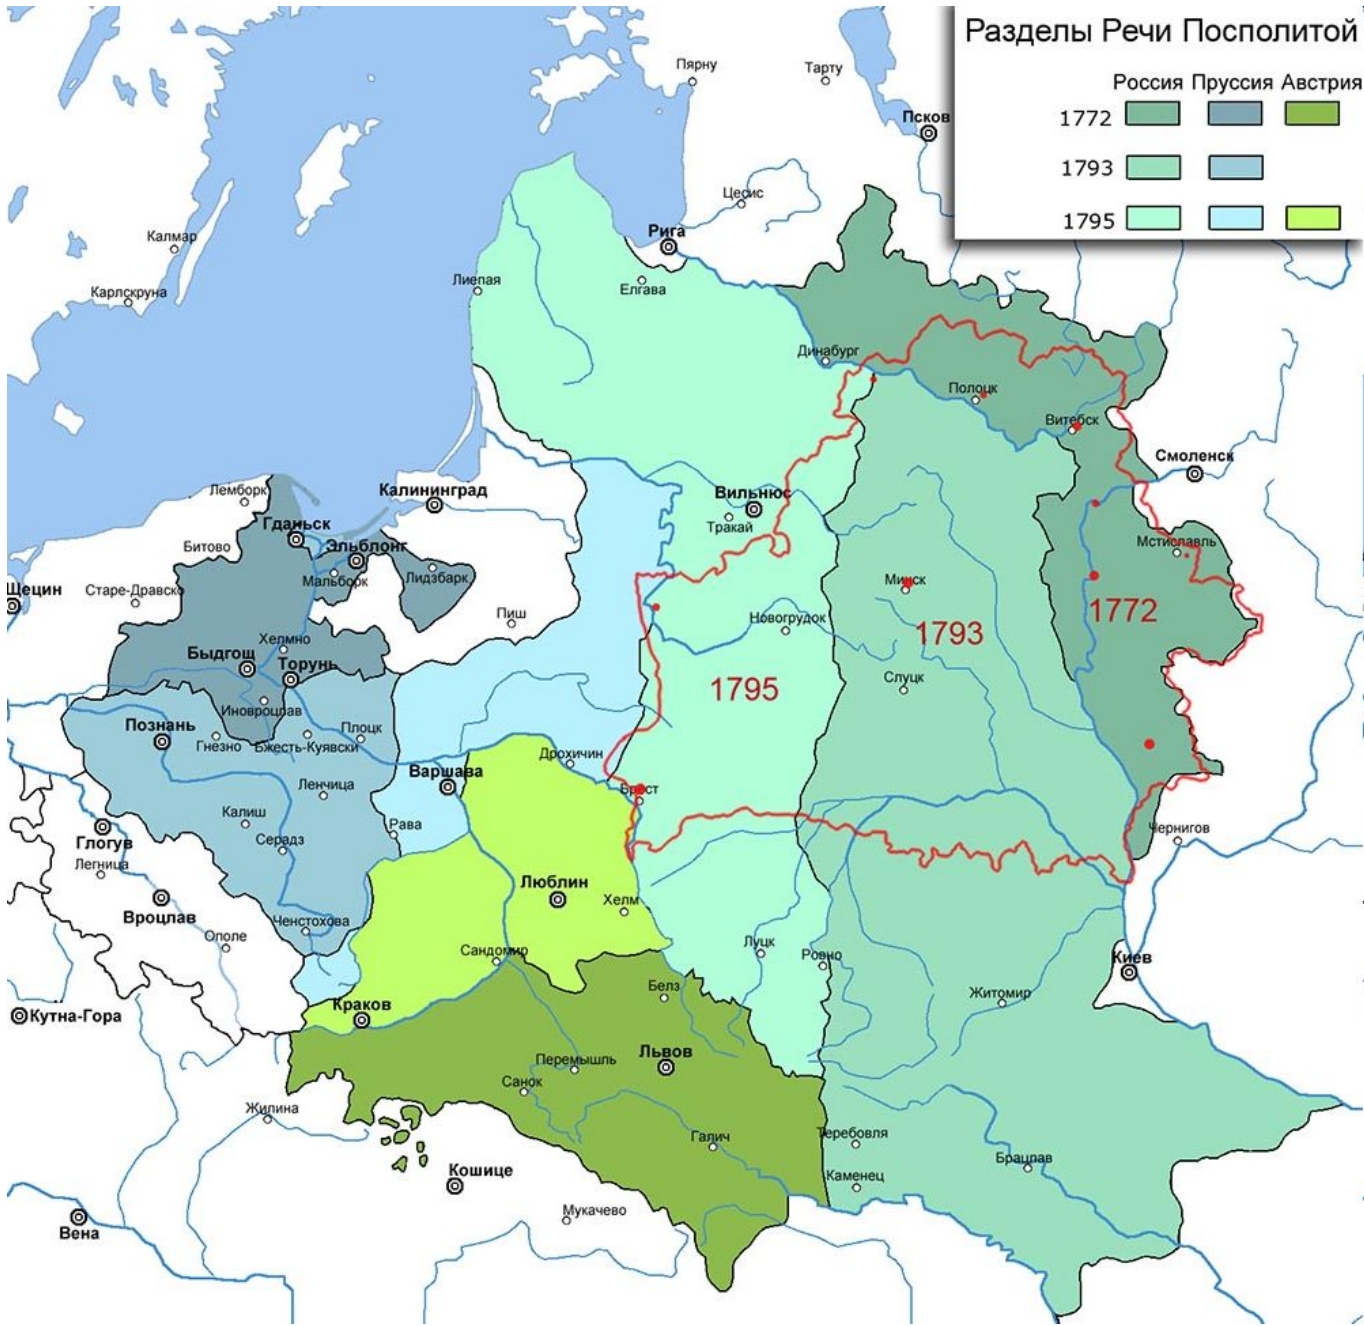 Разделы Речи Посполитой
Россия Пруссия Австрия
1772
1793
1795
Пярну
Тарту
Псков
Цесис
Рига
Калмар
Карлскруна
Лиепая
Елгава
Динабург
Полоцк
Витебск
Смоленск
Лемборк
Калининград
Вильнюс
Тракай
Гданьск
Битово
Эльблонг
Мальборк
Лидзбарк
Мстиславль
Щецин
Старе-Дравско
Минск
Пиш
Новогрудок
1772
1793
Хелмно
Быдгощ
Торунь
Слуцк
1795
Иновроцлав
Познань
Гнезно
Бжесть-Куявски
Плоцк
Дрохичин
Варшава
Ленчица
Брест
Калиш
Рава
Серадз
Чернигов
Глогув
Легница
Люблин
Хелм
Вроцлав
Ченстохова
Ополе
Сандомир
Луцк
Ровно
Киев
Белз
Житомир
Краков
Кутна-Гора
Перемышль
Львов
Санок
Жилина
Галич
Теребовля
Брацлав
Каменец
Кошице
Мукачево
Вена